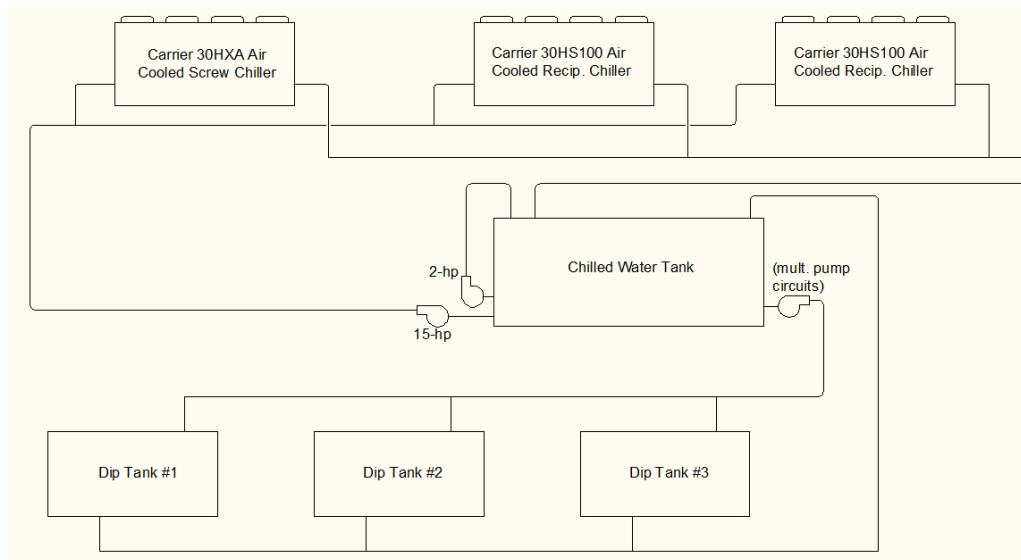 Carrier 30HXA Air
Cooled Screw Chiller
Carrier 30HS100 Air
Cooled Recip. Chiller
Carrier 30HS100 Air
Cooled Recip. Chiller
2-hp
Chilled Water Tank
(mult. pump
circuits)
15-hp
Dip Tank #1
Dip Tank #2
Dip Tank #3